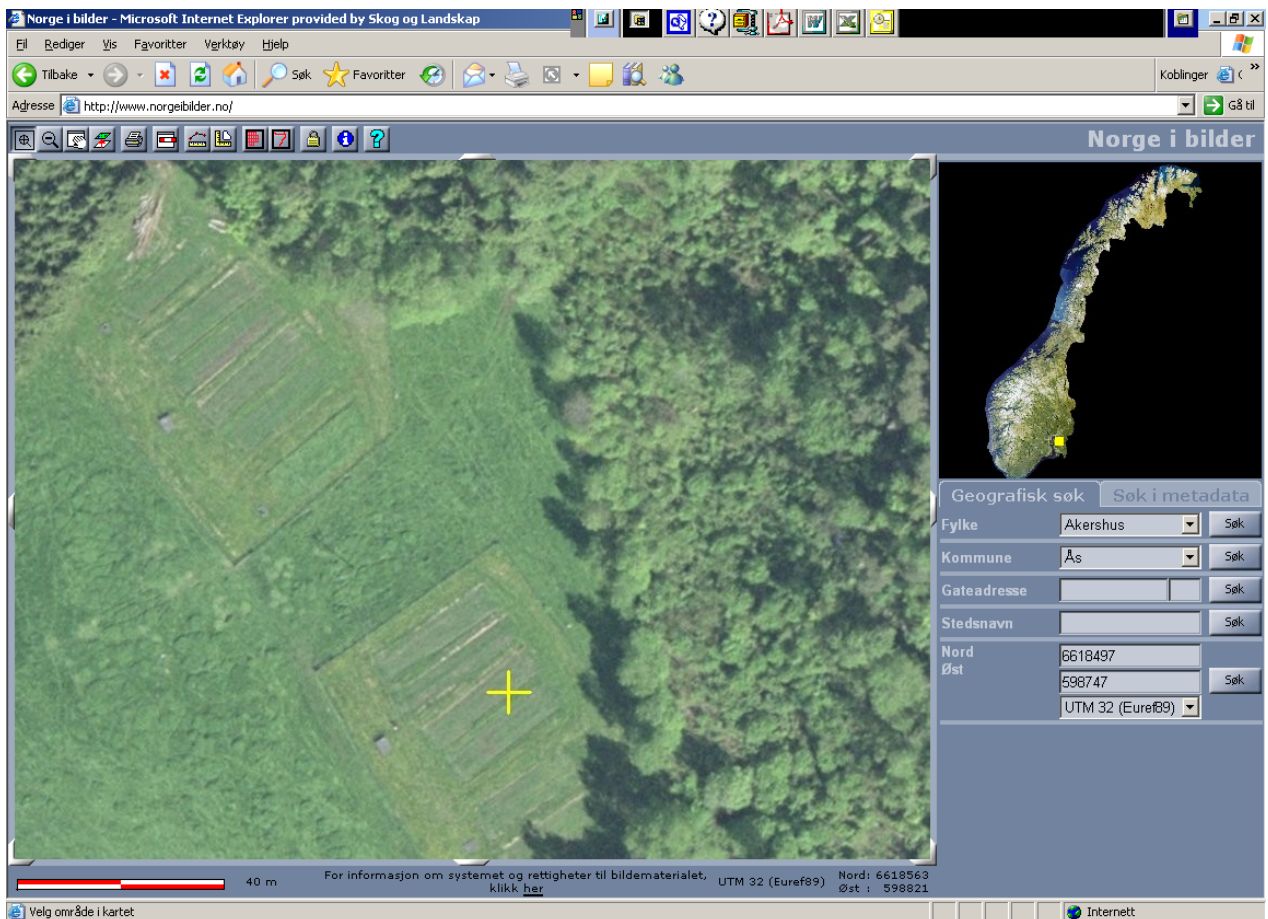 Norge i bilder - Microsoft Internet Explorer provided by Skog og Landskap
Fil Rediger Vis Favoritter Verktøy Hjelp
Tilbake Søk Favoritter Koblinger
Adresse http://www.norgeibilder.no/ Gå til
Norge i bilder
Geografisk søk Søk i metadata
Fylke Akershus Søk
Kommune Ås Søk
Gateadresse Søk
Stedsnavn Søk
Nord 6618497
Øst 598747 Søk
UTM 32 (Euref89)
40 m For informasjon om systemet og rettigheter til bildematerialet, klikk her UTM 32 (Euref89) Nord: 6618563
Øst : 598821
Velg område i kartet Internett